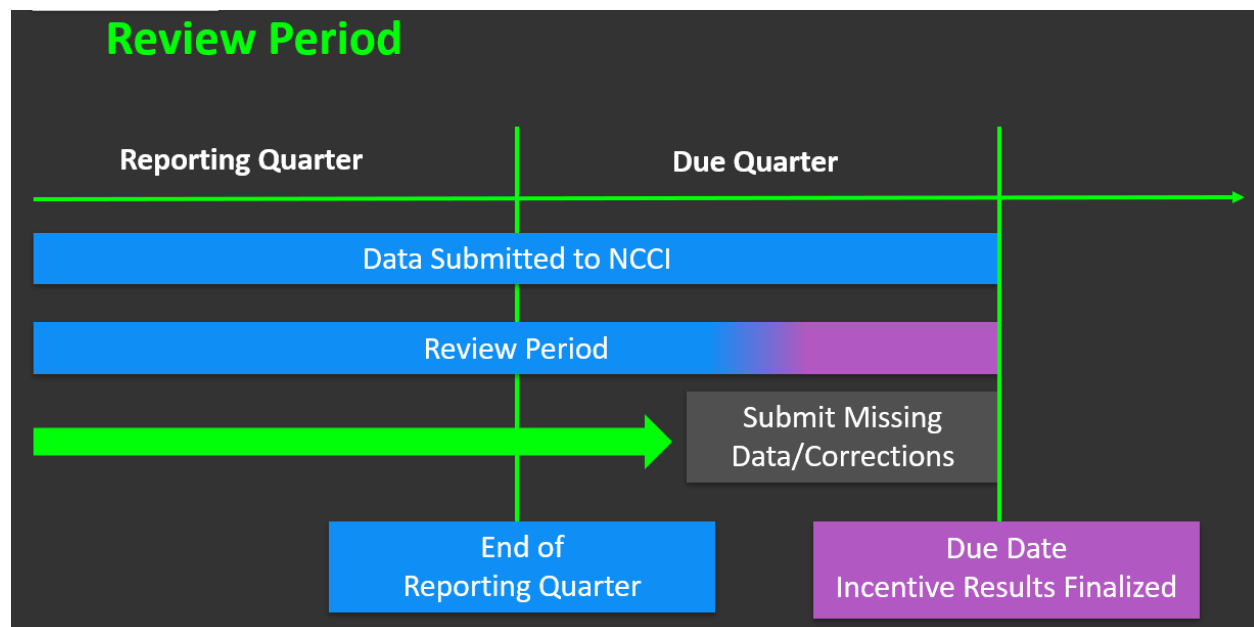 Review Period
Reporting Quarter
Due Quarter
Data Submitted to NCCI
Review Period
Submit Missing
Data/Corrections
End of
Reporting Quarter
Due Date
Incentive Results Finalized